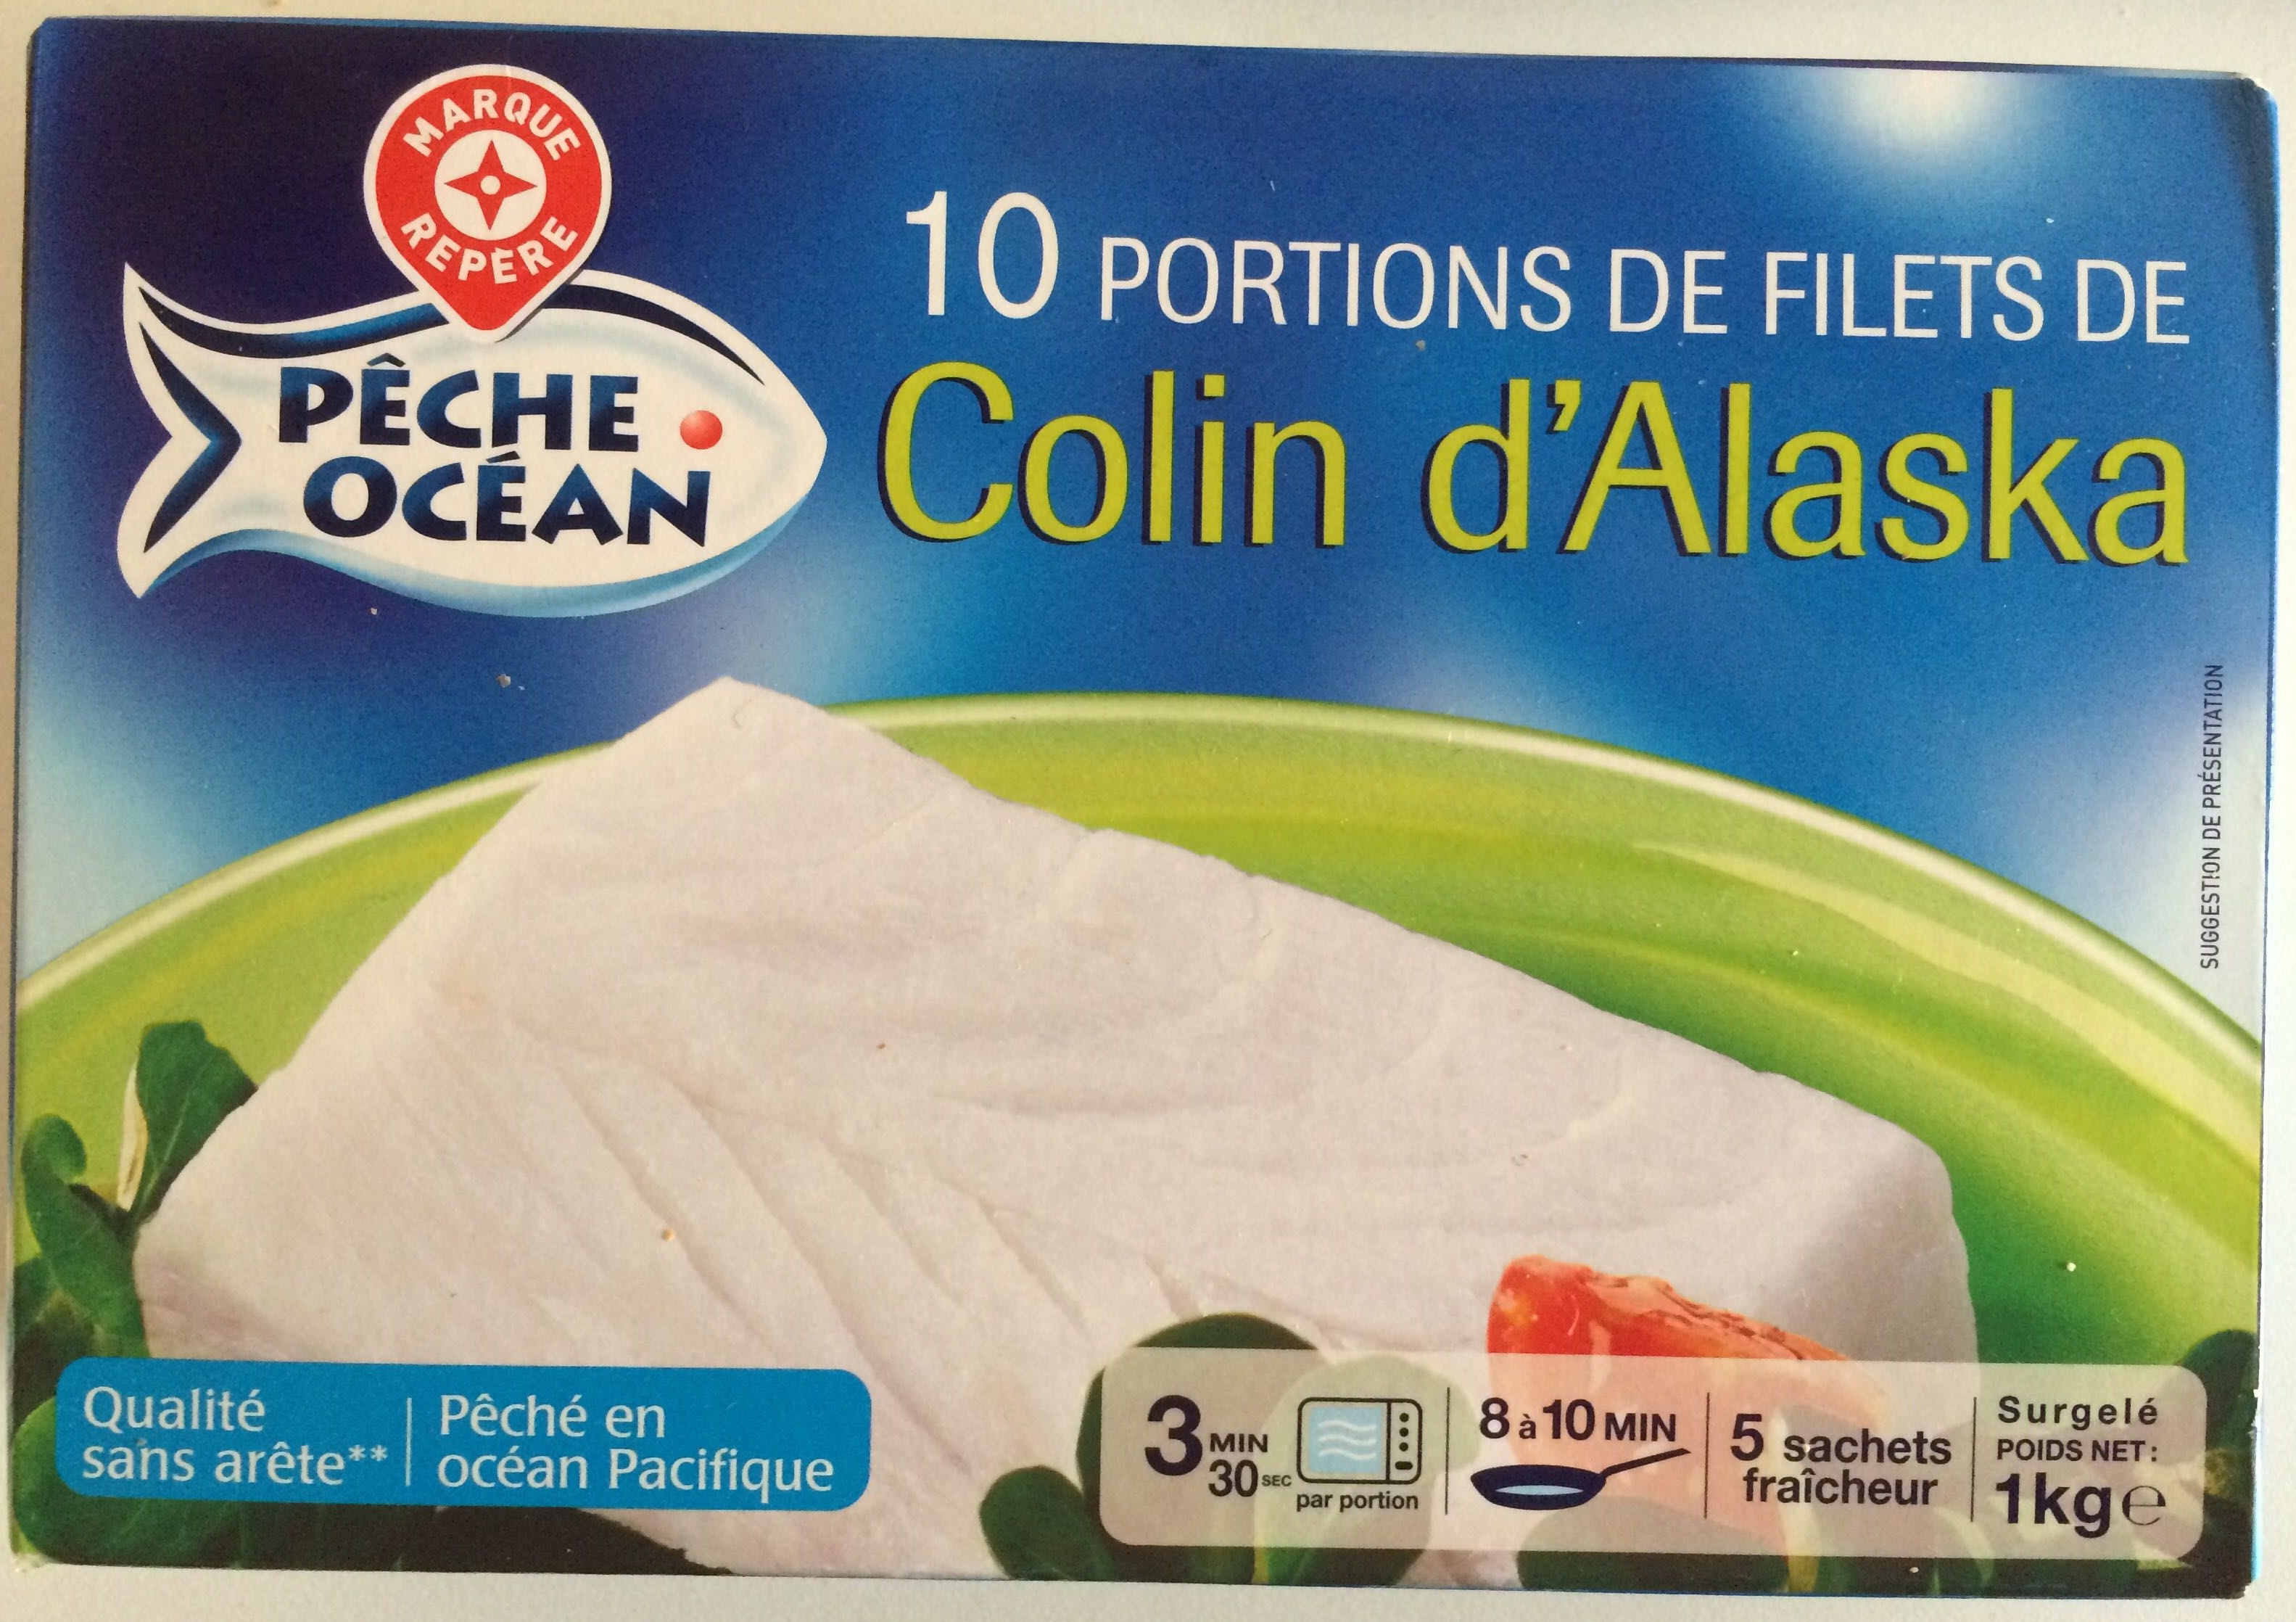 MARQUE
REPÈRE
PÊCHE
OCÉAN
10 PORTIONS DE FILETS DE
Colin d'Alaska
SUGGESTION DE PRÉSENTATION
Qualité
sans arête**
Pêché en
océan Pacifique
3 MIN
30 SEC
par portion
8 à 10 MIN
5 sachets
fraîcheur
Surgelé
POIDS NET:
1kg e